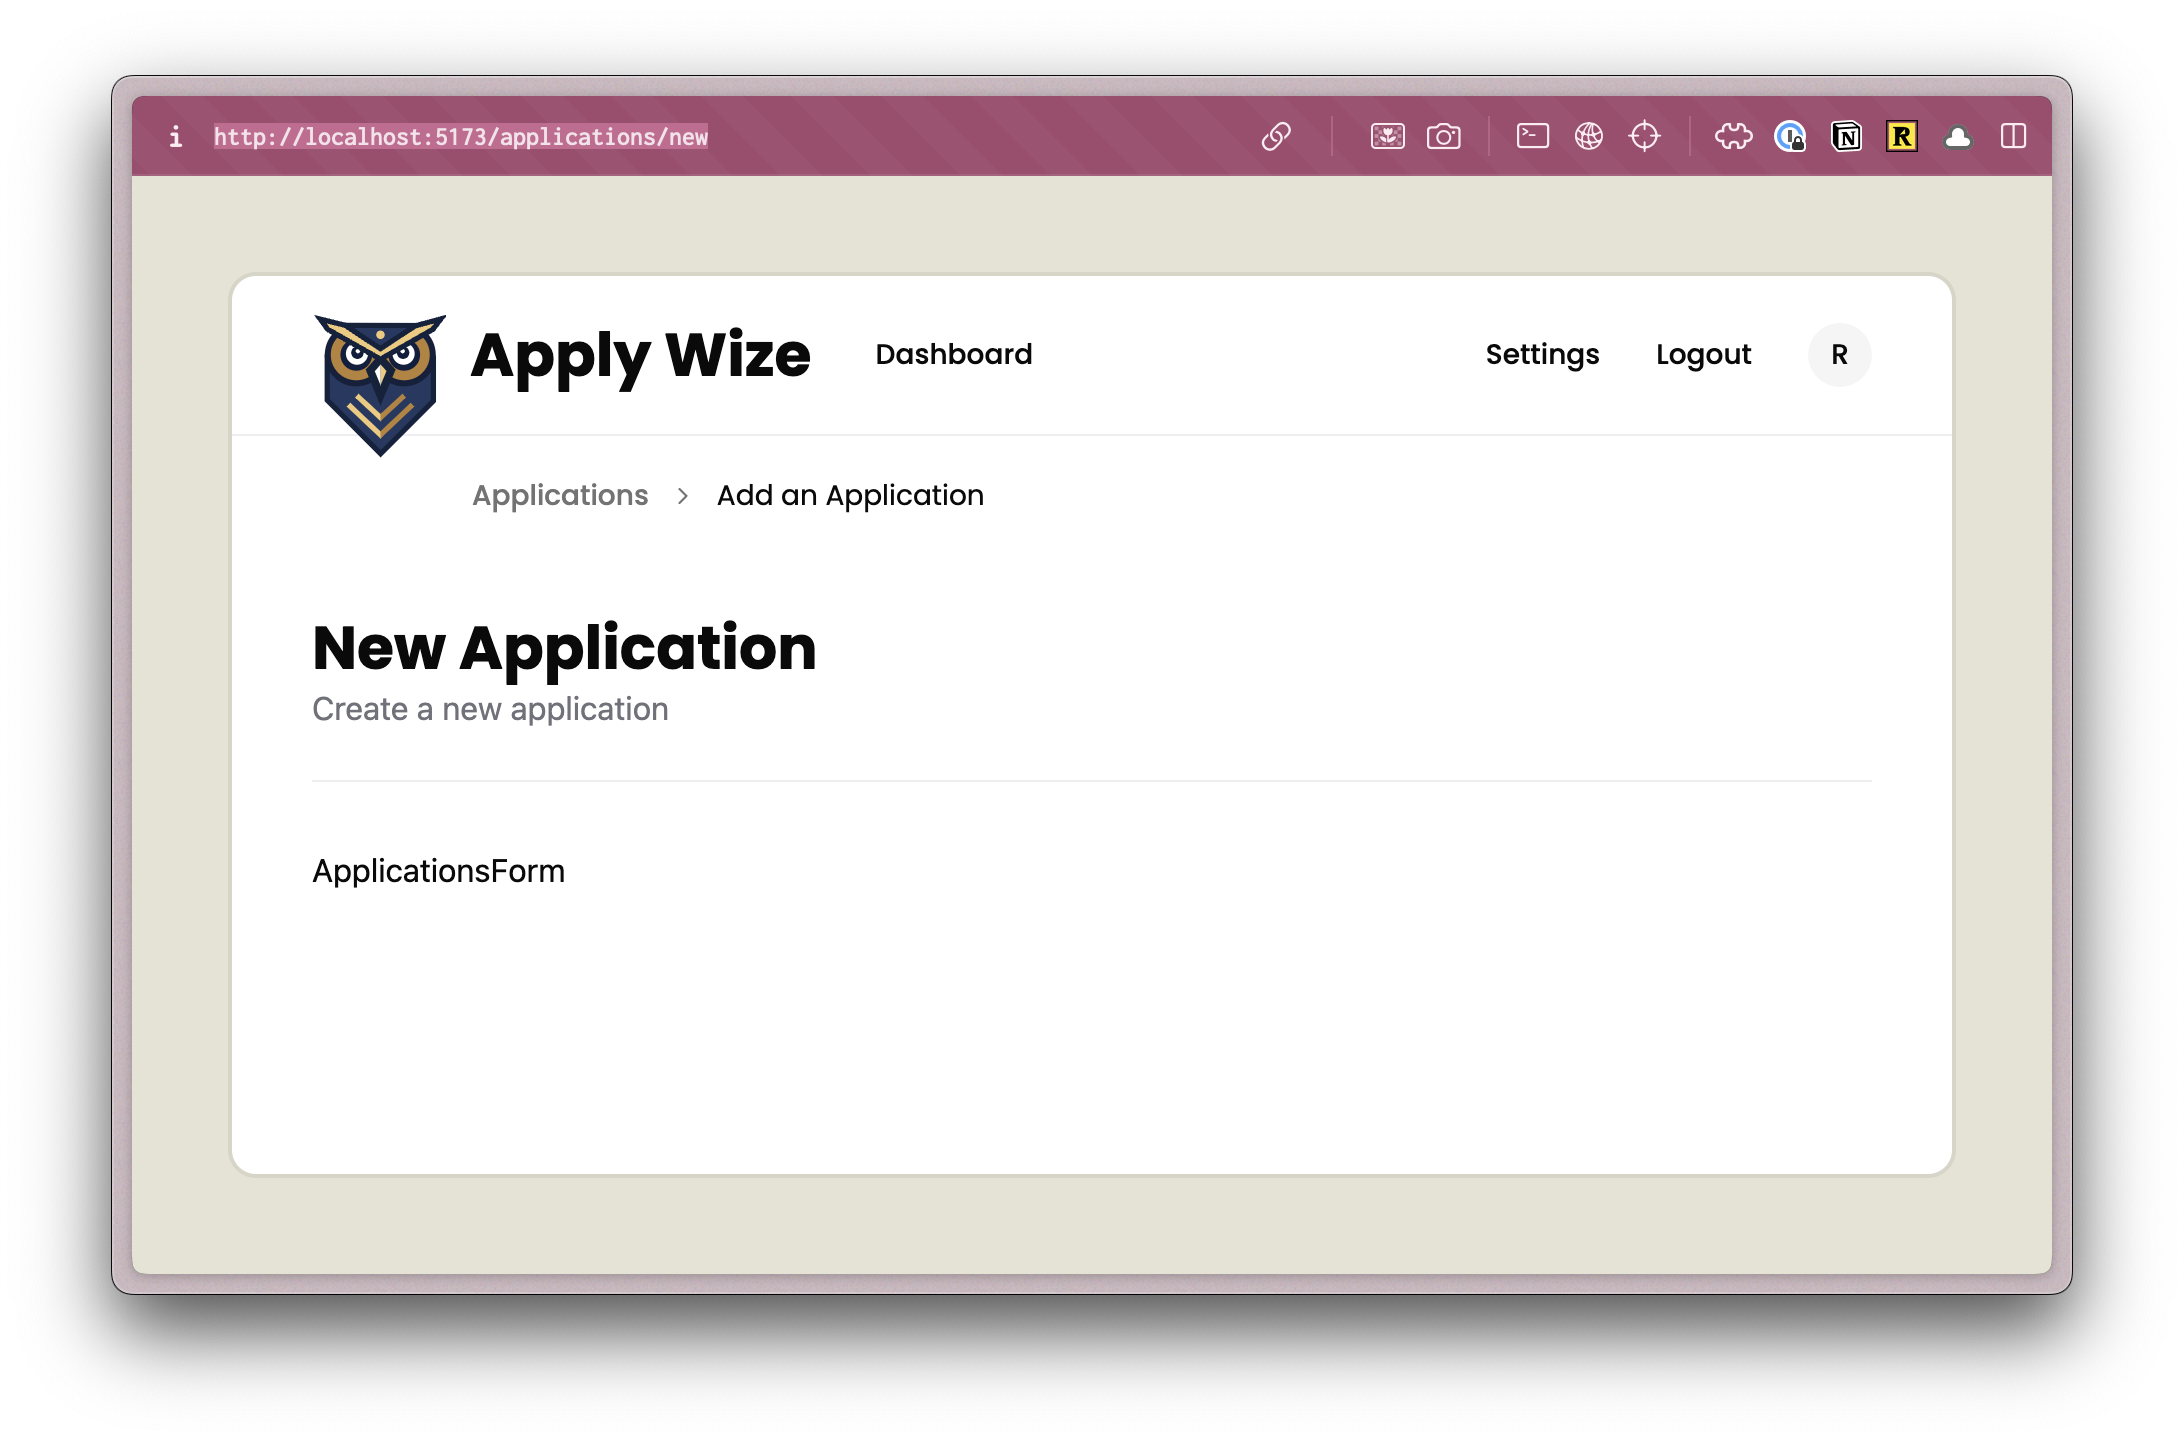 http://localhost:5173/applications/new
Apply Wize
Dashboard
Settings
Logout
R
Applications > Add an Application
New Application
Create a new application
ApplicationsForm